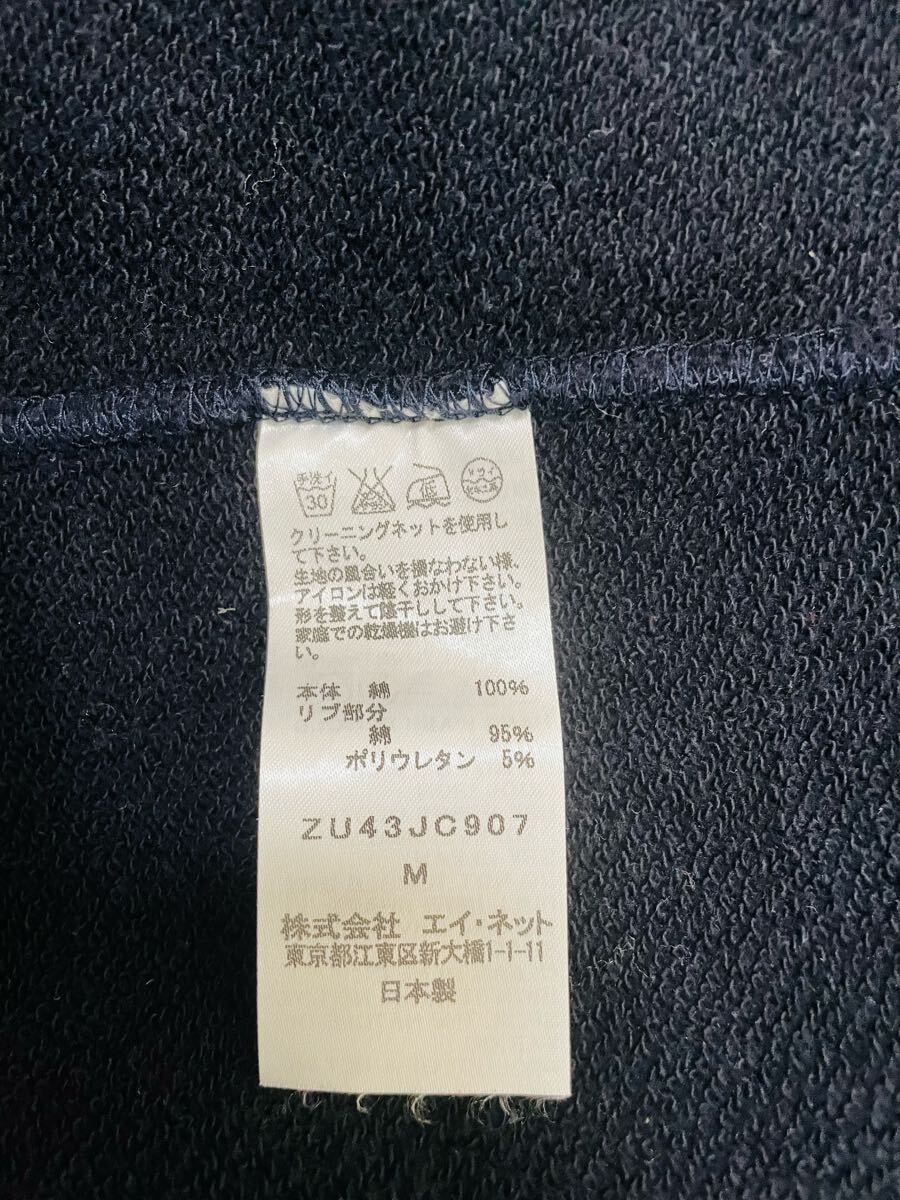 手洗イ
30
低
クリーニングネットを使用し
て下さい。
生地の風合いを損なわない様、
アイロンは軽くおかけ下さい。
形を整えて陰干しして下さい。
家庭での乾燥機はお避け下さ
い。
本体 綿 100%
リブ部分
綿 95%
ポリウレタン 5%
ZU43JC907
M
株式会社 エイ・ネット
東京都江東区新大橋1-1-11
日本製